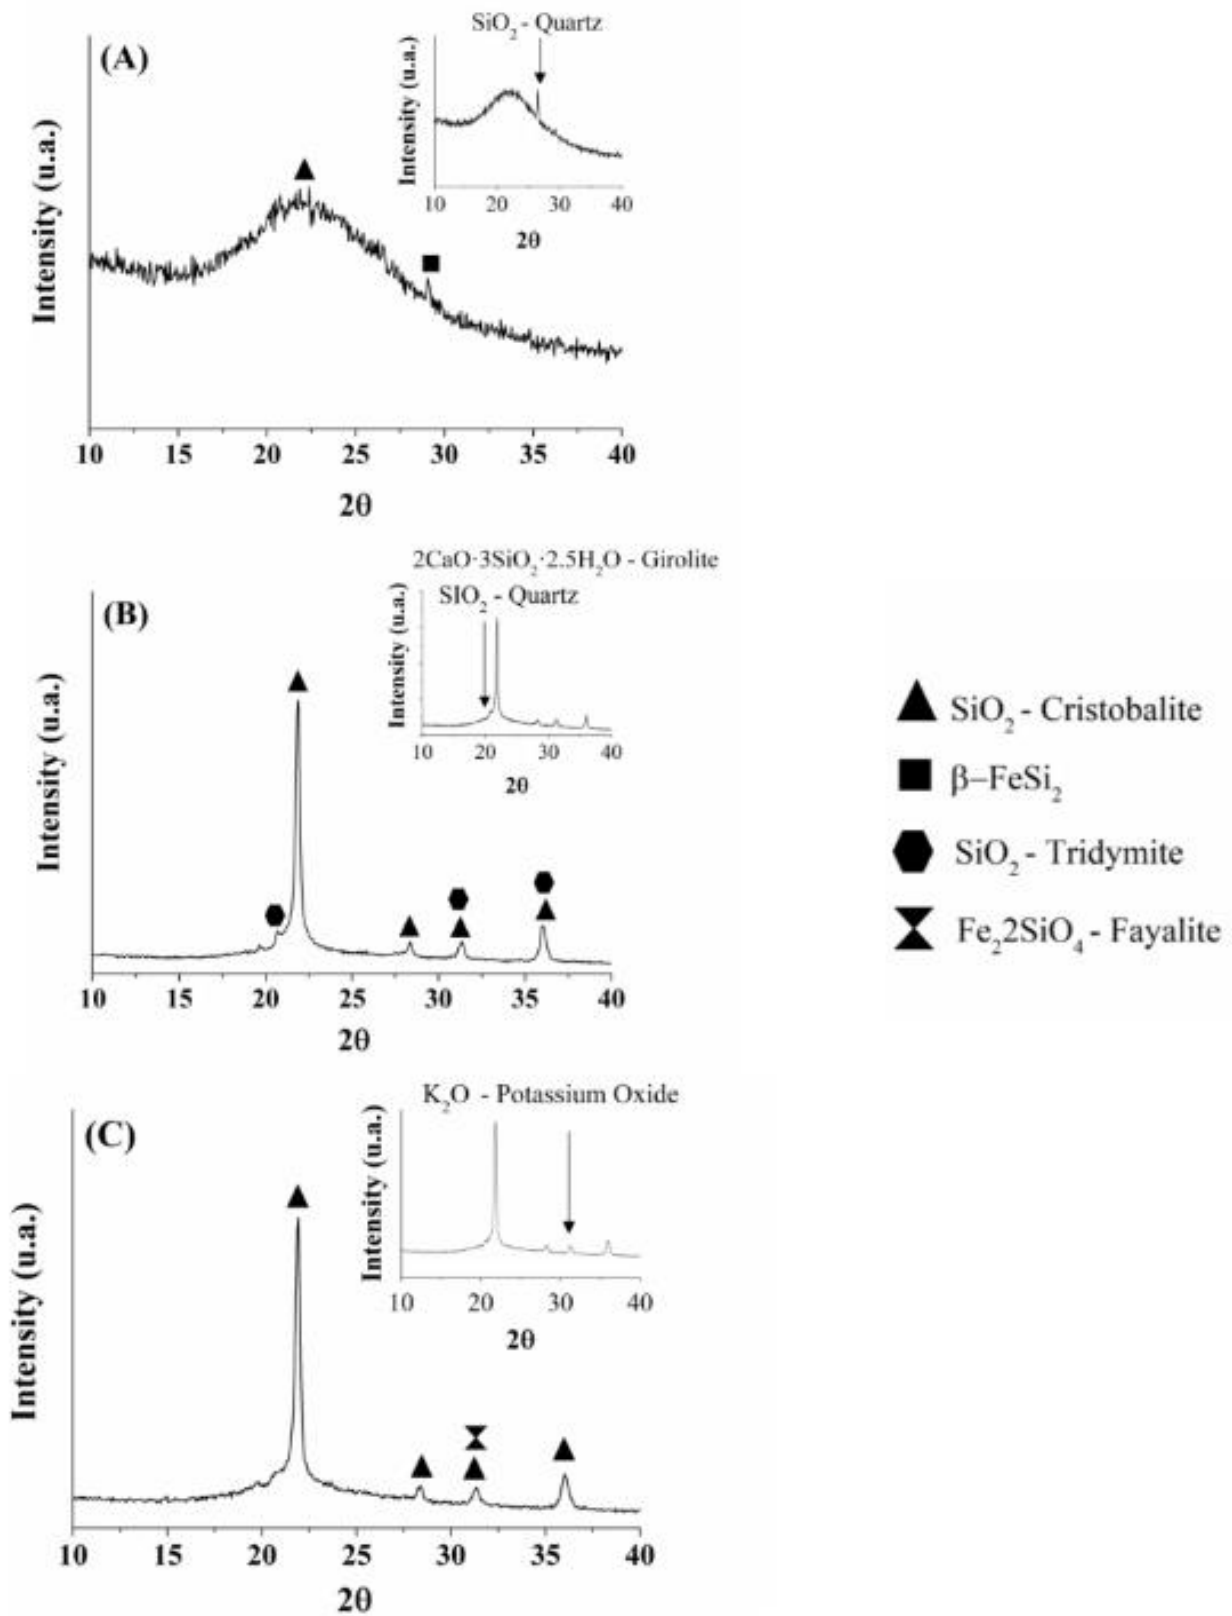 (A)
SiO₂ - Quartz
Intensity (u.a.)
10 20 30 40
2θ
Intensity (u.a.)
10 15 20 25 30 35 40
2θ
2CaO·3SiO₂·2.5H₂O - Girolite
SIO₂ - Quartz
(B)
Intensity (u.a.)
10 20 30 40
2θ
Intensity (u.a.)
10 15 20 25 30 35 40
2θ
SiO₂ - Cristobalite
β–FeSi₂
SiO₂ - Tridymite
Fe₂2SiO₄ - Fayalite
K₂O - Potassium Oxide
(C)
Intensity (u.a.)
10 20 30 40
2θ
Intensity (u.a.)
10 15 20 25 30 35 40
2θ